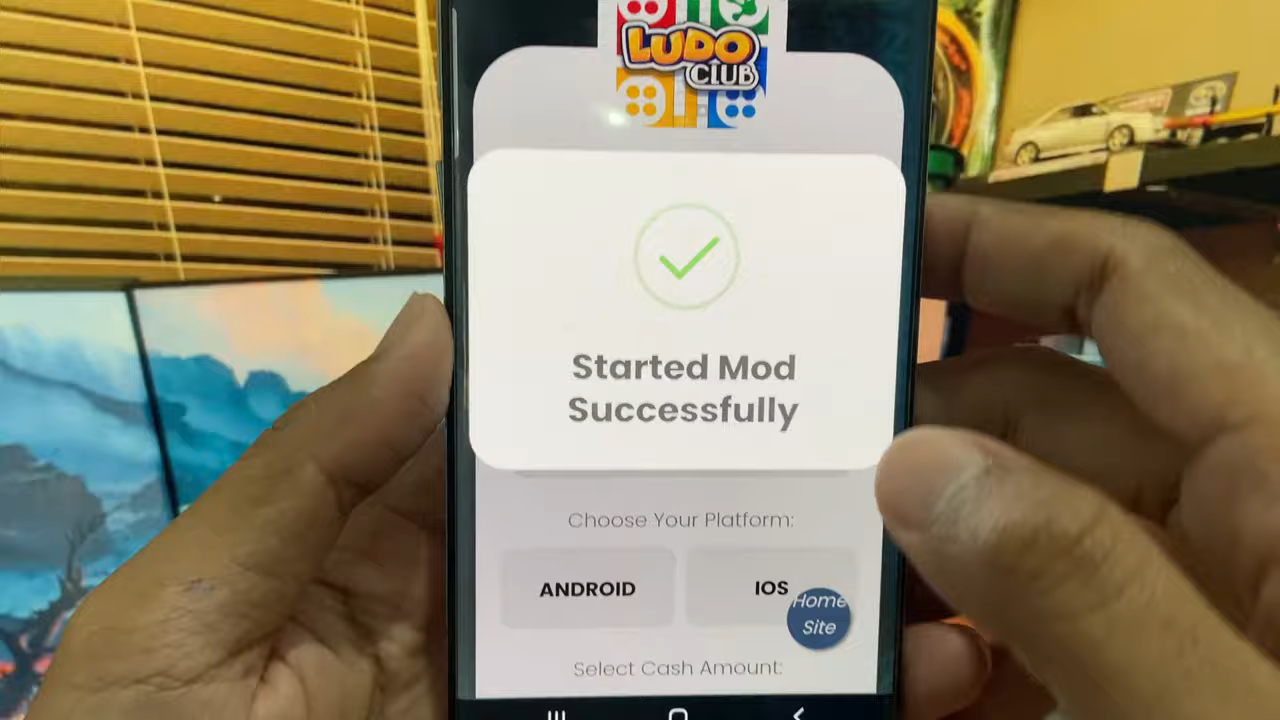 LUDO
CLUB
Started Mod
Successfully
Choose Your Platform:
ANDROID
IOS
Home
Site
Select Cash Amount: